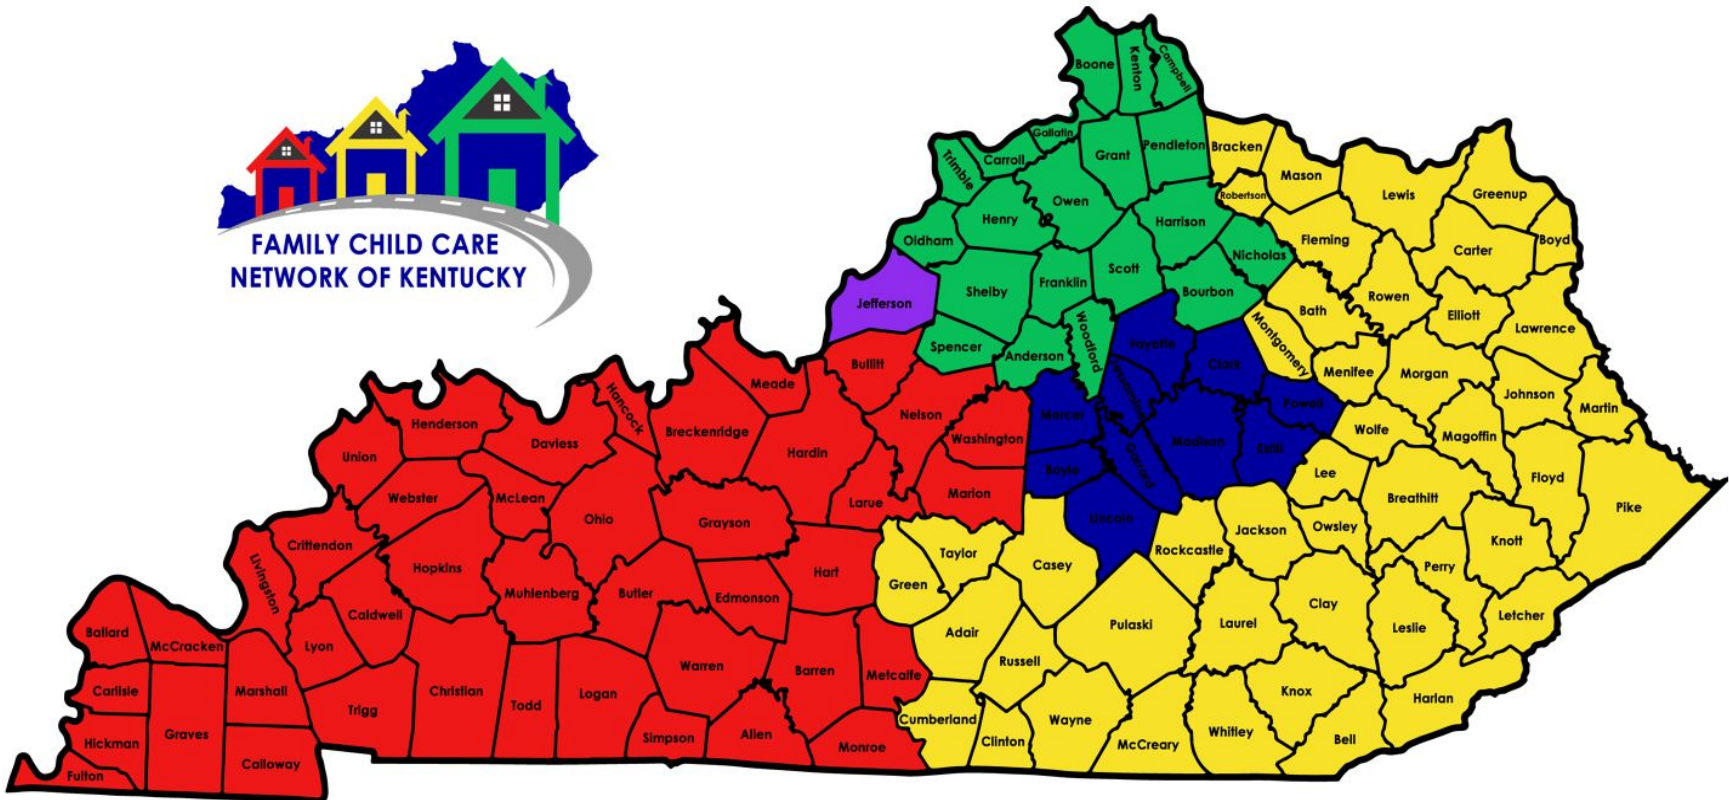 FAMILY CHILD CARE
NETWORK OF KENTUCKY
Boone
Kenton
Campbell
Gallatin
Grant
Pendleton
Bracken
Trimble
Carroll
Mason
Robertson
Lewis
Greenup
Owen
Henry
Harrison
Oldham
Fleming
Carter
Boyd
Nicholas
Scott
Franklin
Shelby
Jefferson
Bourbon
Bath
Rowen
Elliott
Lawrence
Woodford
Montgomery
Spencer
Anderson
Fayette
Clark
Bullitt
Menifee
Morgan
Meade
Hancock
Johnson
Martin
Nelson
Mercer
Jessamine
Powell
Henderson
Daviess
Breckenridge
Washington
Wolfe
Magoffin
Madison
Estill
Union
Hardin
Boyle
Garrard
Lee
Floyd
Webster
McLean
Larue
Marion
Breathitt
Pike
Ohio
Grayson
Lincoln
Jackson
Owsley
Knott
Crittendon
Taylor
Rockcastle
Casey
Perry
Livingston
Hopkins
Hart
Green
Muhlenberg
Butler
Edmonson
Clay
Letcher
Caldwell
Pulaski
Laurel
Leslie
Ballard
McCracken
Lyon
Adair
Warren
Russell
Barren
Metcalfe
Carlisle
Marshall
Christian
Todd
Logan
Knox
Harlan
Trigg
Cumberland
Wayne
Graves
Hickman
Simpson
Allen
Monroe
Clinton
McCreary
Whitley
Bell
Calloway
Fulton